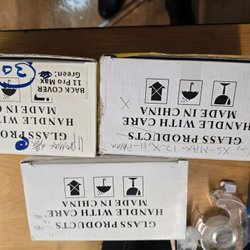 BACK COVER
11 Pro Max
Green:
30
HANDLE WITH CARE
MADE IN CHINA
GLASS PRODUCTS
HANDLE WITH CARE
MADE IN CHINA
GLASS PRODUCTS
X
GLASS PRODUCTS
HANDLE WITH CARE
MADE IN CHINA